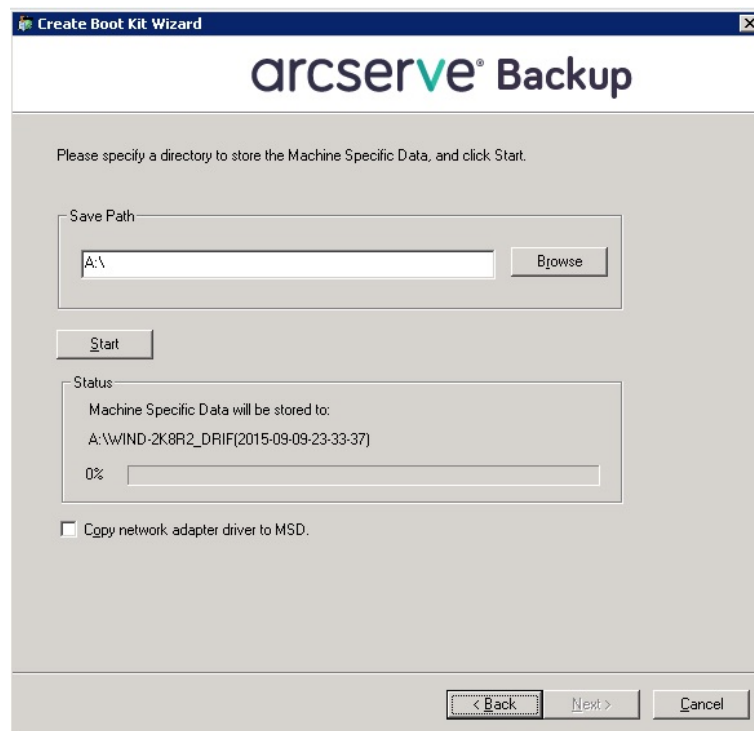 Create Boot Kit Wizard
arcserve® Backup
Please specify a directory to store the Machine Specific Data, and click Start.
Save Path
A:\
Browse
Start
Status
Machine Specific Data will be stored to:
A:\WIND-2K8R2_DRIF(2015-09-09-23-33-37)
0%
Copy network adapter driver to MSD.
< Back
Next >
Cancel